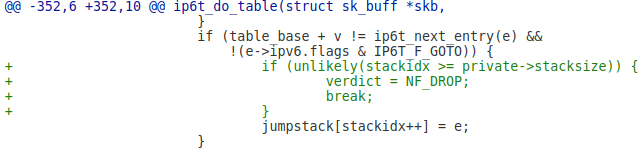 @@ -352,6 +352,10 @@ ip6t_do_table(struct sk_buff *skb,
                        }
                        if (table_base + v != ip6t_next_entry(e) &&
                            !(e->ipv6.flags & IP6T_F_GOTO)) {
+                               if (unlikely(stackidx >= private->stacksize)) {
+                                       verdict = NF_DROP;
+                                       break;
+                               }
                                jumpstack[stackidx++] = e;
                        }